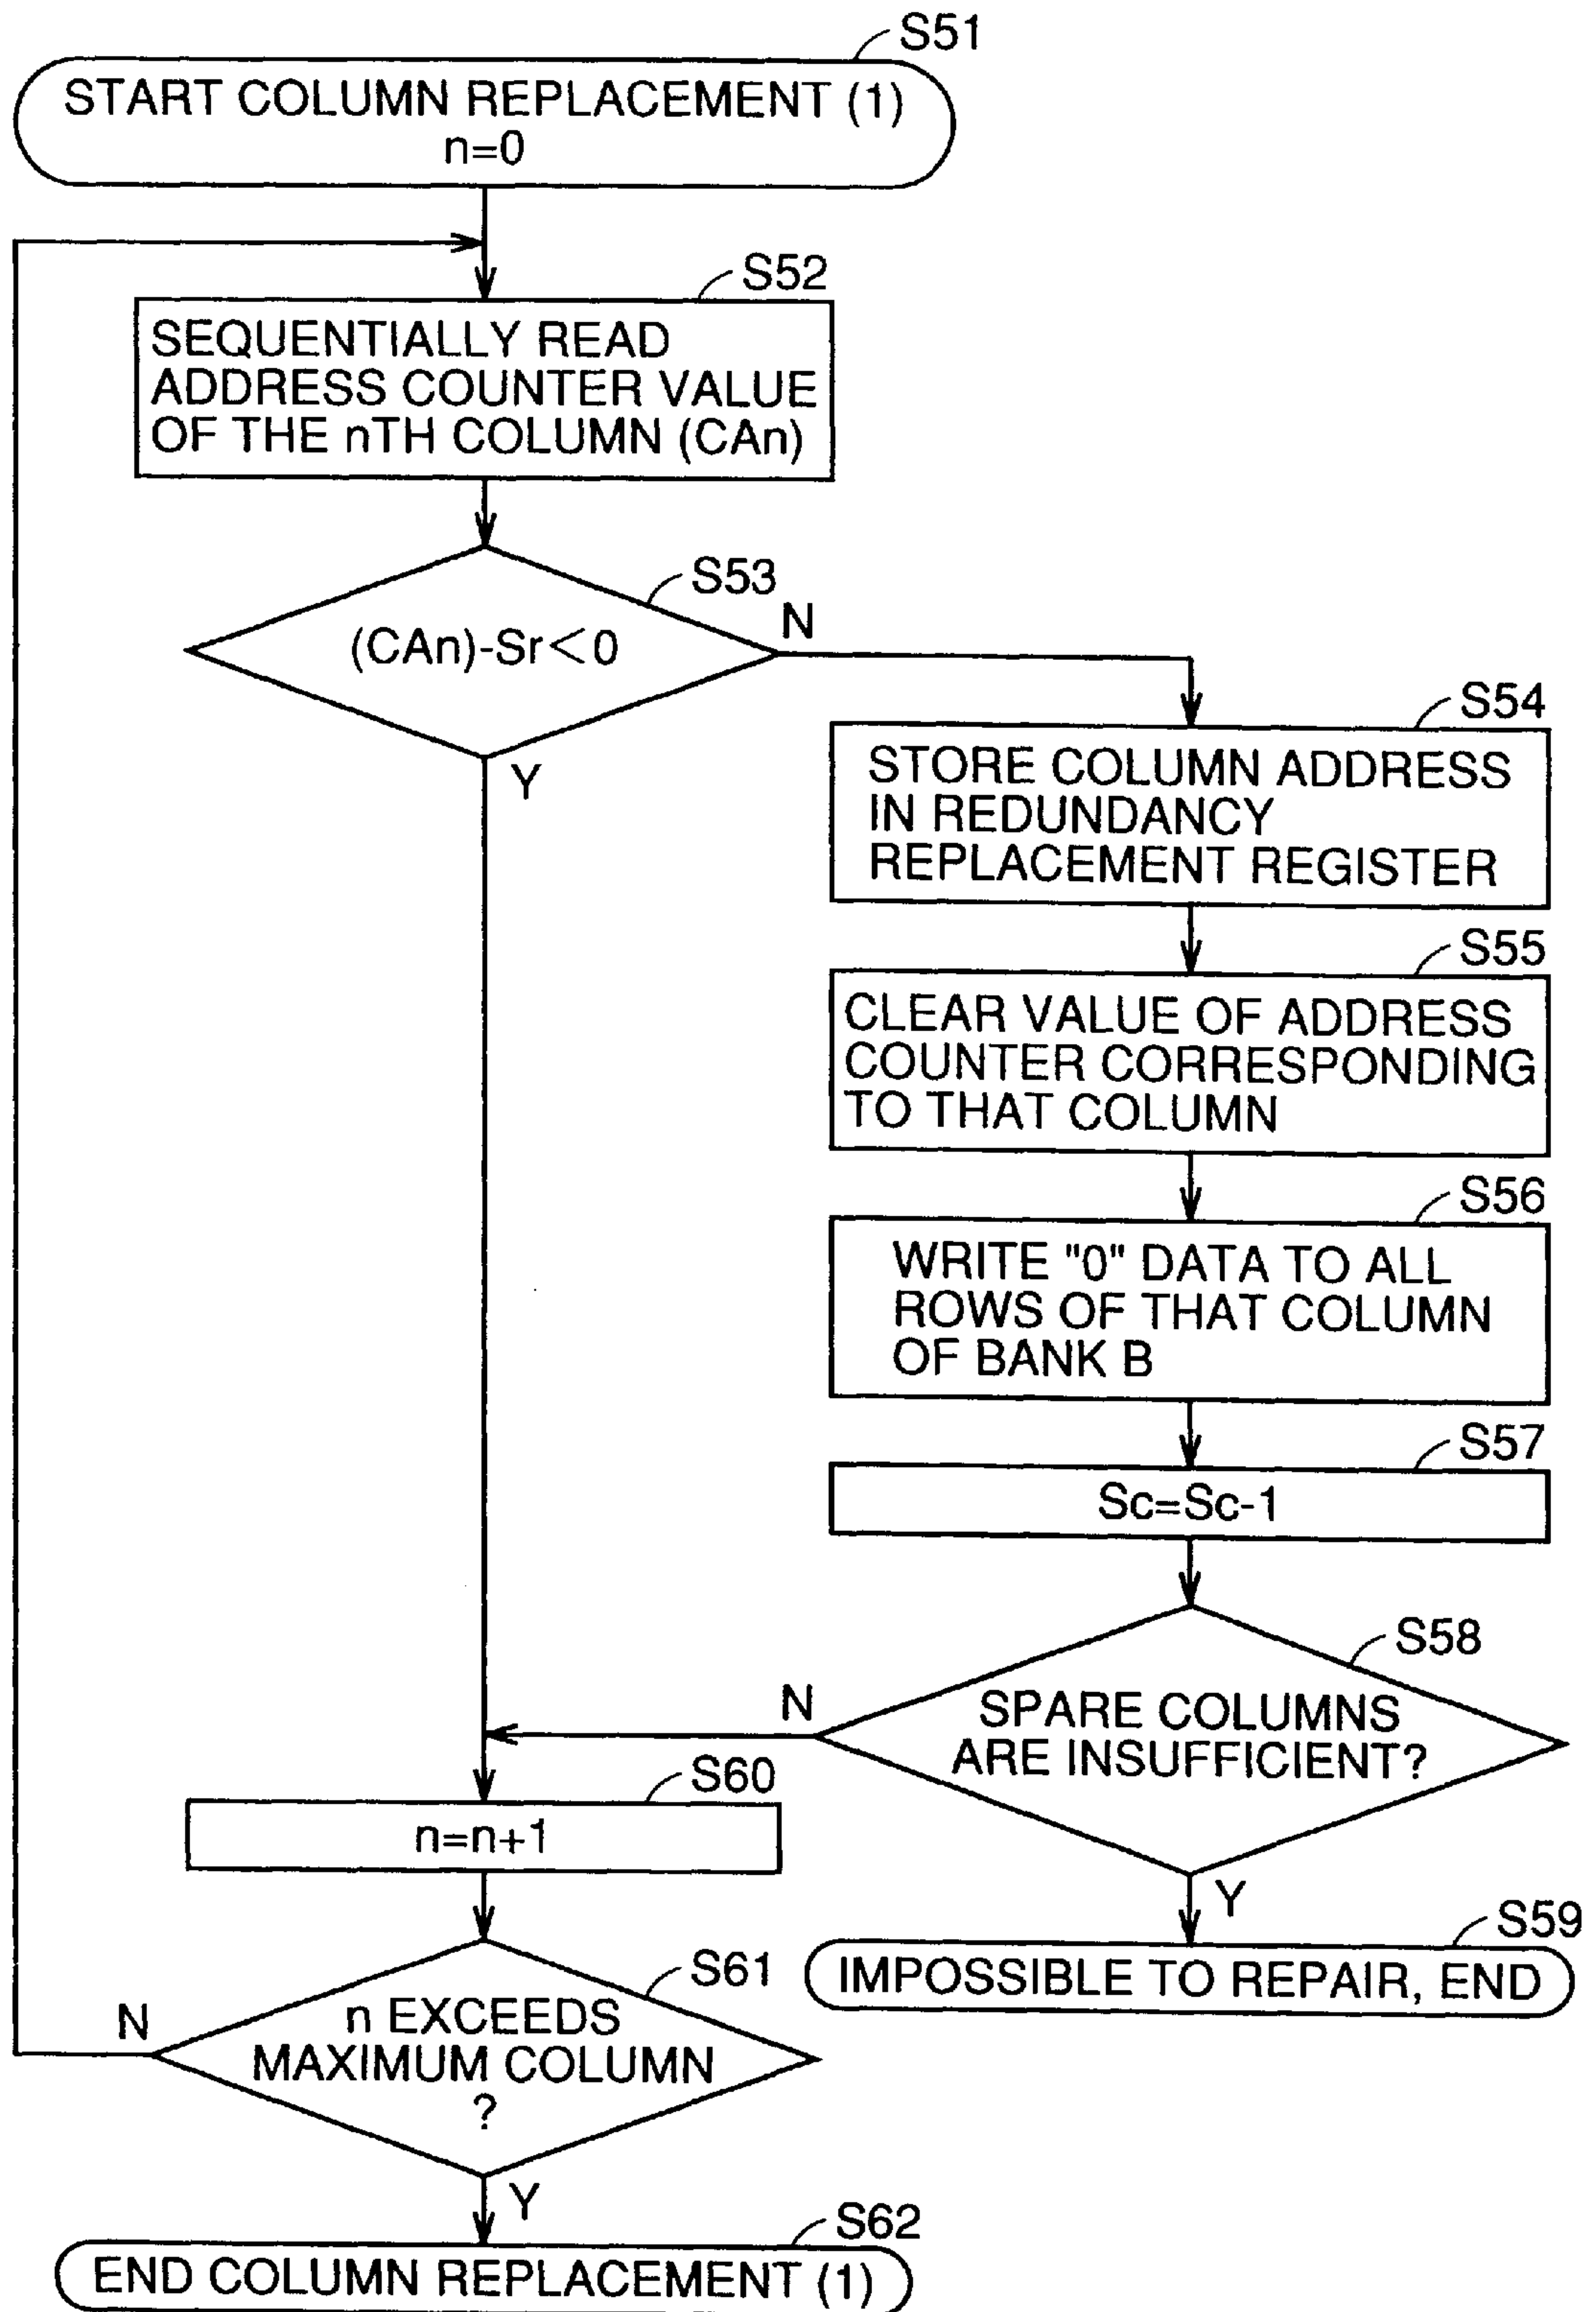 S51
START COLUMN REPLACEMENT (1)
n=0
S52
SEQUENTIALLY READ
ADDRESS COUNTER VALUE
OF THE nTH COLUMN (CAn)
S53
(CAn)-Sr<0
N
Y
S54
STORE COLUMN ADDRESS
IN REDUNDANCY
REPLACEMENT REGISTER
S55
CLEAR VALUE OF ADDRESS
COUNTER CORRESPONDING
TO THAT COLUMN
S56
WRITE "0" DATA TO ALL
ROWS OF THAT COLUMN
OF BANK B
S57
Sc=Sc-1
S58
SPARE COLUMNS
ARE INSUFFICIENT?
N
Y
S59
IMPOSSIBLE TO REPAIR, END
S60
n=n+1
S61
n EXCEEDS
MAXIMUM COLUMN
?
N
Y
S62
END COLUMN REPLACEMENT (1)